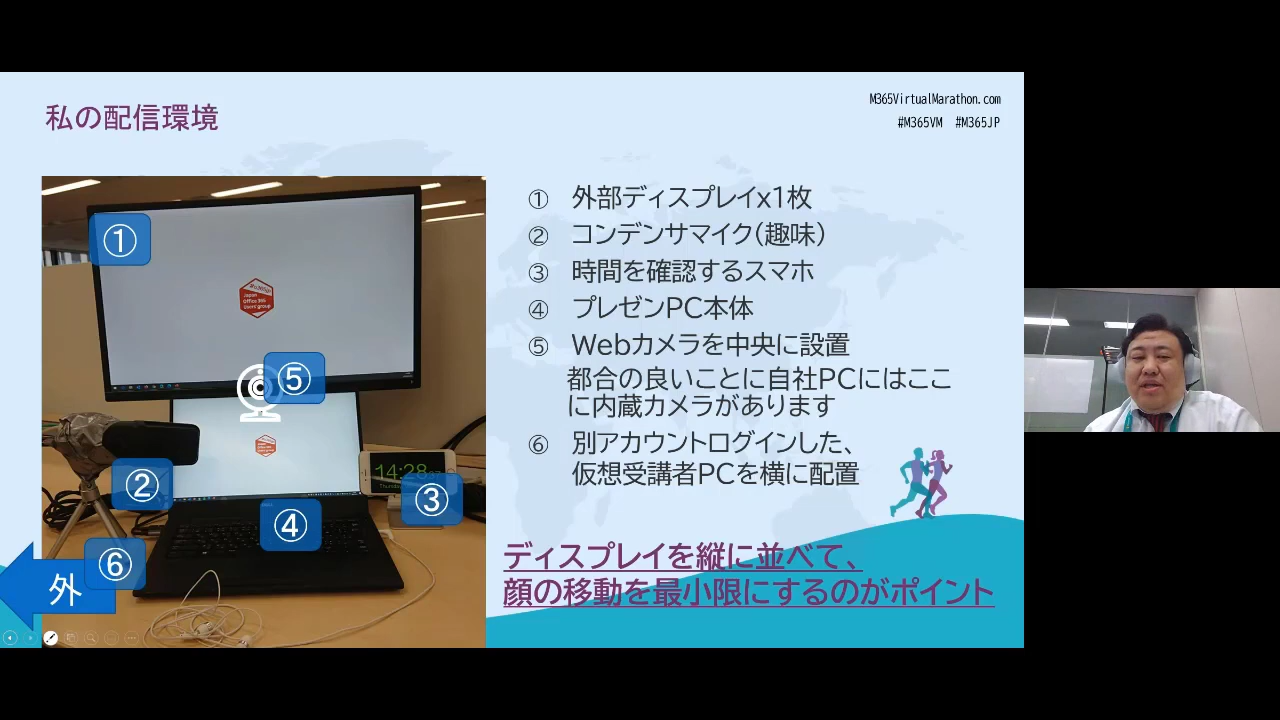 私の配信環境
M365VirtualMarathon.com
#M365VM #M365JP
①
⑤
②
③
④
⑥
外
14:28
Japan
Office 365
Users group
① 外部ディスプレイx1枚
② コンデンサマイク(趣味)
③ 時間を確認するスマホ
④ プレゼンPC本体
⑤ Webカメラを中央に設置
都合の良いことに自社PCにはここ
に内蔵カメラがあります
⑥ 別アカウントログインした、
仮想受講者PCを横に配置
ディスプレイを縦に並べて、
顔の移動を最小限にするのがポイント